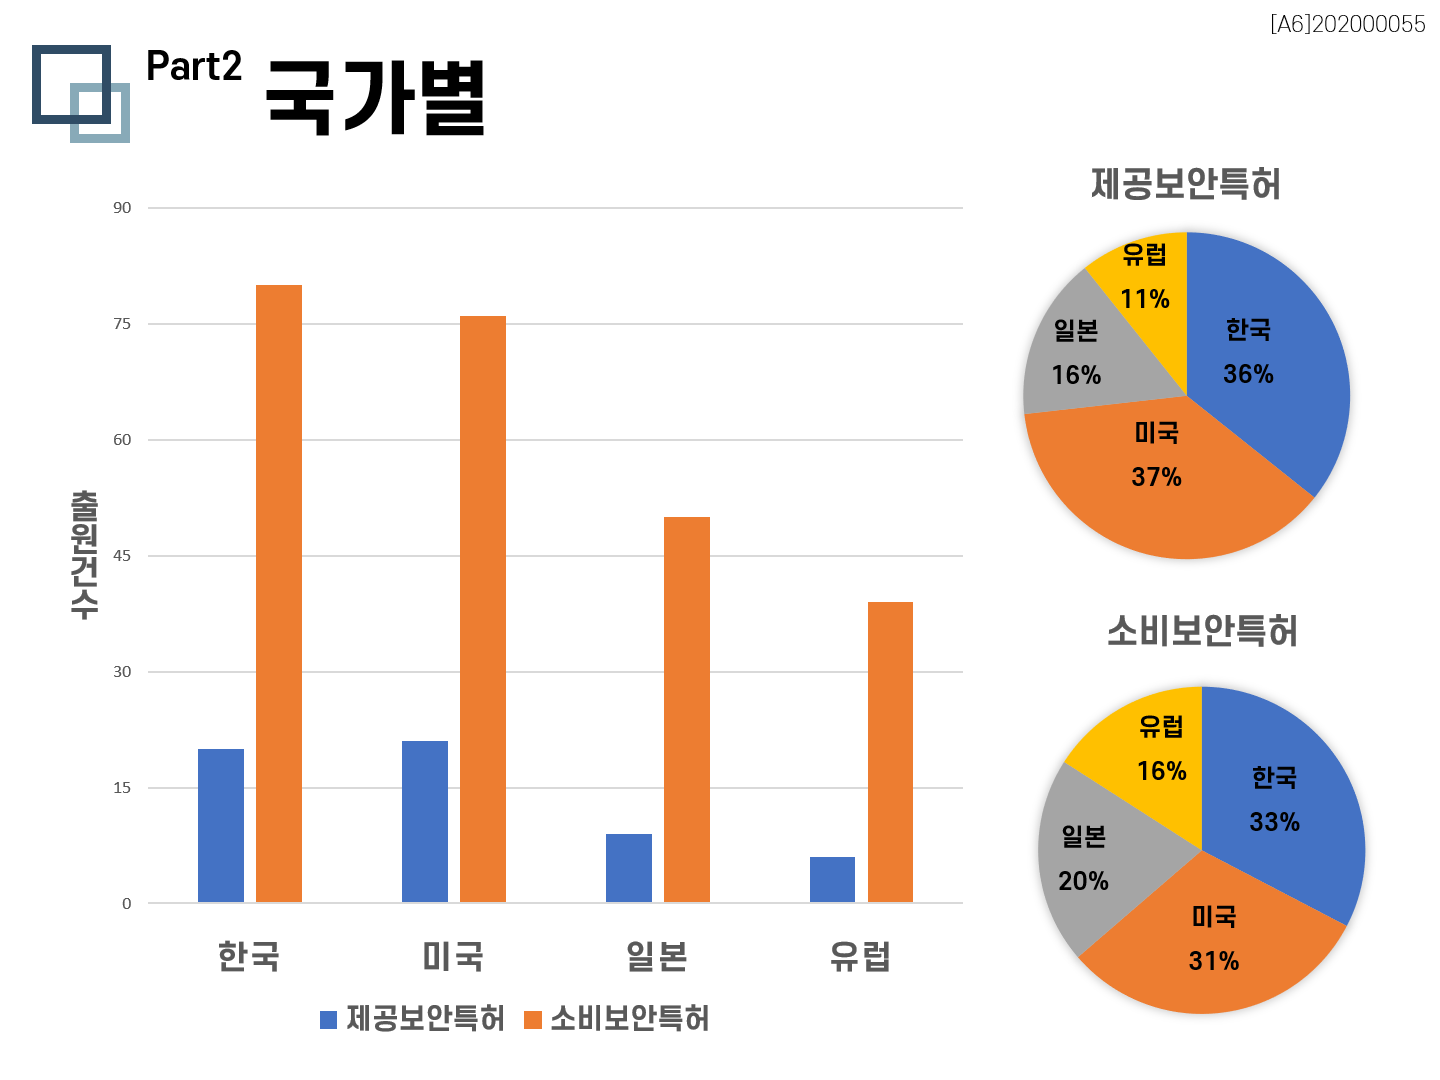 [A6]202000055
Part2 국가별
출원건수
90
75
60
45
30
15
0
한국 미국 일본 유럽
제공보안특허 소비보안특허
제공보안특허
유럽
11%
한국
36%
일본
16%
미국
37%
소비보안특허
유럽
16%
한국
33%
일본
20%
미국
31%